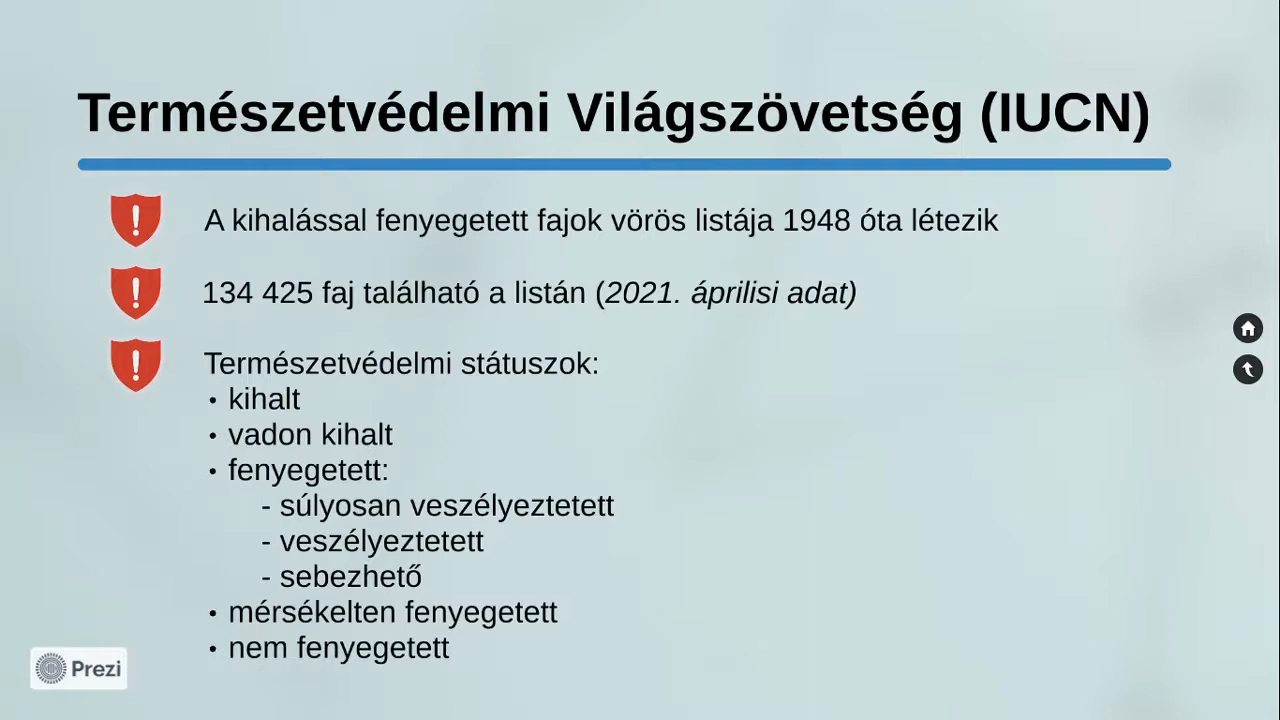 Természetvédelmi Világszövetség (IUCN)
A kihalással fenyegetett fajok vörös listája 1948 óta létezik
134 425 faj található a listán (2021. áprilisi adat)
Természetvédelmi státuszok:
• kihalt
• vadon kihalt
• fenyegetett:
- súlyosan veszélyeztetett
- veszélyeztetett
- sebezhető
• mérsékelten fenyegetett
• nem fenyegetett
Prezi